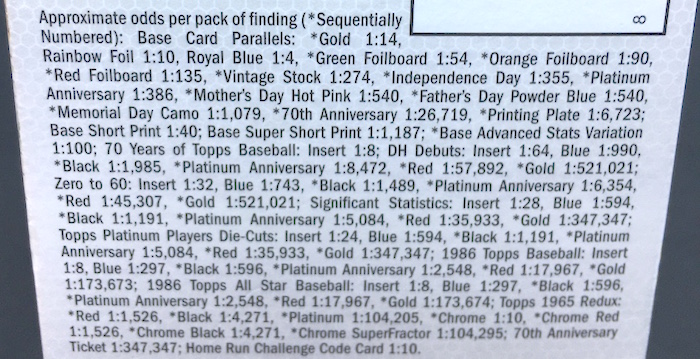 Approximate odds per pack of finding (*Sequentially
Numbered): Base Card Parallels: *Gold 1:14,
Rainbow Foil 1:10, Royal Blue 1:4, *Green Foilboard 1:54, *Orange Foilboard 1:90,
*Red Foilboard 1:135, *Vintage Stock 1:274, *Independence Day 1:355, *Platinum
Anniversary 1:386, *Mother's Day Hot Pink 1:540, *Father's Day Powder Blue 1:540,
*Memorial Day Camo 1:1,079, *70th Anniversary 1:26,719, *Printing Plate 1:6,723;
Base Short Print 1:40; Base Super Short Print 1:1,187; *Base Advanced Stats Variation
1:100; 70 Years of Topps Baseball: Insert 1:8; DH Debuts: Insert 1:64, Blue 1:990,
*Black 1:1,985, *Platinum Anniversary 1:8,472, *Red 1:57,892, *Gold 1:521,021;
Zero to 60: Insert 1:32, Blue 1:743, *Black 1:1,489, *Platinum Anniversary 1:6,354,
*Red 1:45,307, *Gold 1:521,021; Significant Statistics: Insert 1:28, Blue 1:594,
*Black 1:1,191, *Platinum Anniversary 1:5,084, *Red 1:35,933, *Gold 1:347,347;
Topps Platinum Players Die-Cuts: Insert 1:24, Blue 1:594, *Black 1:1,191, *Platinum
Anniversary 1:5,084, *Red 1:35,933, *Gold 1:347,347; 1986 Topps Baseball: Insert
1:8, Blue 1:297, *Black 1:596, *Platinum Anniversary 1:2,548, *Red 1:17,967, *Gold
1:173,673; 1986 Topps All Star Baseball: Insert 1:8, Blue 1:297, *Black 1:596,
*Platinum Anniversary 1:2,548, *Red 1:17,967, *Gold 1:173,674; Topps 1965 Redux:
*Red 1:1,526, *Black 1:4,271, *Platinum 1:104,205, *Chrome 1:10, *Chrome Red
1:1,526, *Chrome Black 1:4,271, *Chrome SuperFractor 1:104,295; 70th Anniversary
Ticket 1:347,347; Home Run Challenge Code Card 1:10.